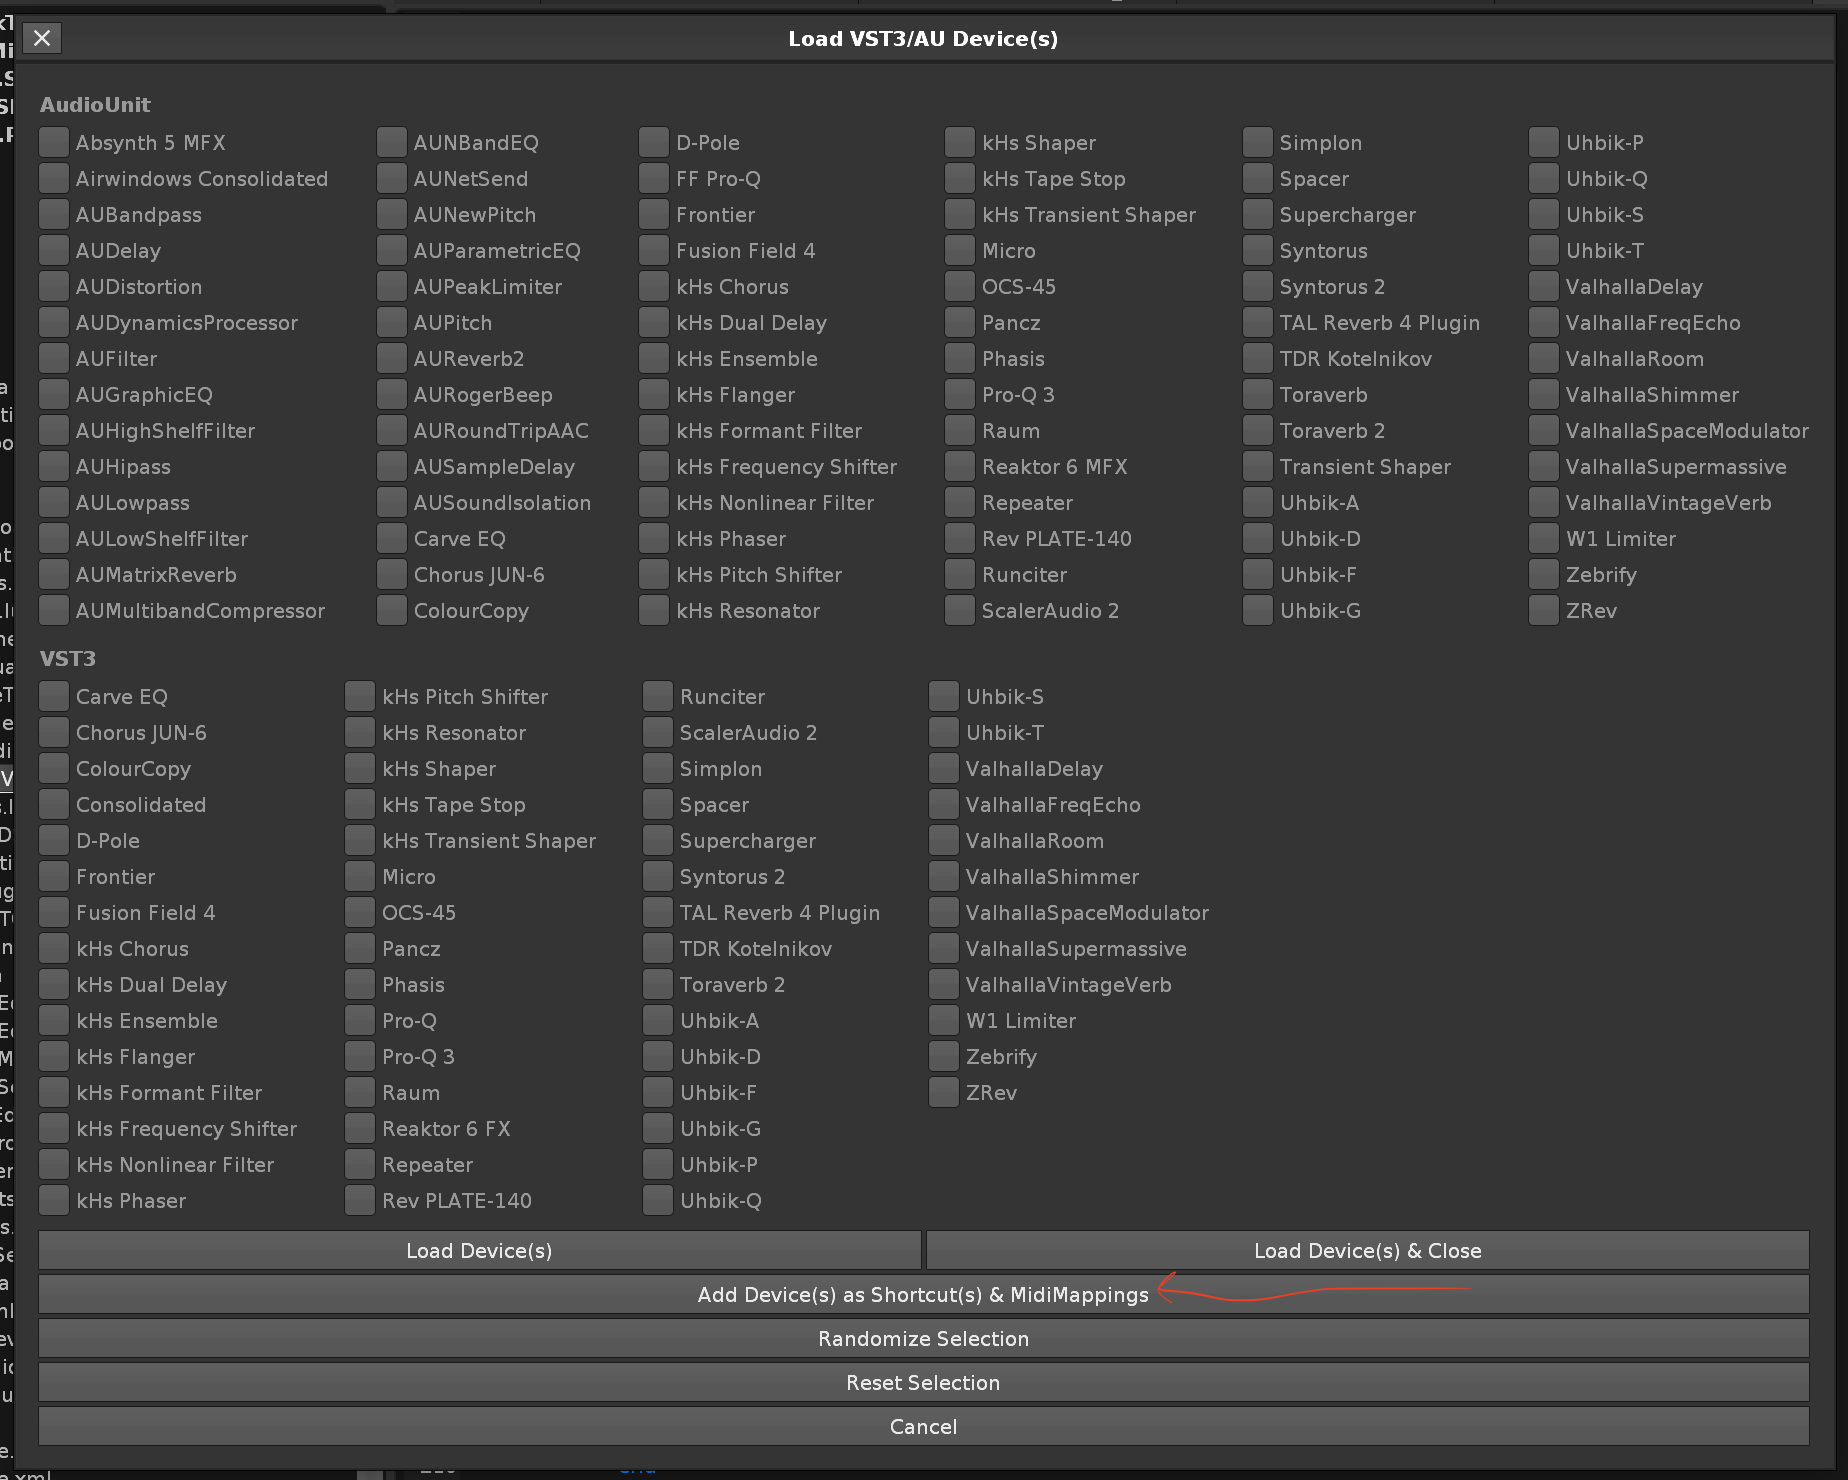 Load VST3/AU Device(s)
AudioUnit
Absynth 5 MFX
Airwindows Consolidated
AUBandpass
AUDelay
AUDistortion
AUDynamicsProcessor
AUFilter
AUGraphicEQ
AUHighShelfFilter
AUHipass
AULowpass
AULowShelfFilter
AUMatrixReverb
AUMultibandCompressor
AUNBandEQ
AUNetSend
AUNewPitch
AUParametricEQ
AUPeakLimiter
AUPitch
AUReverb2
AURogerBeep
AURoundTripAAC
AUSampleDelay
AUSoundIsolation
Carve EQ
Chorus JUN-6
ColourCopy
D-Pole
FF Pro-Q
Frontier
Fusion Field 4
kHs Chorus
kHs Dual Delay
kHs Ensemble
kHs Flanger
kHs Formant Filter
kHs Frequency Shifter
kHs Nonlinear Filter
kHs Phaser
kHs Pitch Shifter
kHs Resonator
kHs Shaper
kHs Tape Stop
kHs Transient Shaper
Micro
OCS-45
Pancz
Phasis
Pro-Q 3
Raum
Reaktor 6 MFX
Repeater
Rev PLATE-140
Runciter
ScalerAudio 2
Simplon
Spacer
Supercharger
Syntorus
Syntorus 2
TAL Reverb 4 Plugin
TDR Kotelnikov
Toraverb
Toraverb 2
Transient Shaper
Uhbik-A
Uhbik-D
Uhbik-F
Uhbik-G
Uhbik-P
Uhbik-Q
Uhbik-S
Uhbik-T
ValhallaDelay
ValhallaFreqEcho
ValhallaRoom
ValhallaShimmer
ValhallaSpaceModulator
ValhallaSupermassive
ValhallaVintageVerb
W1 Limiter
Zebrify
ZRev
VST3
Carve EQ
Chorus JUN-6
ColourCopy
Consolidated
D-Pole
Frontier
Fusion Field 4
kHs Chorus
kHs Dual Delay
kHs Ensemble
kHs Flanger
kHs Formant Filter
kHs Frequency Shifter
kHs Nonlinear Filter
kHs Phaser
kHs Pitch Shifter
kHs Resonator
kHs Shaper
kHs Tape Stop
kHs Transient Shaper
Micro
OCS-45
Pancz
Phasis
Pro-Q
Pro-Q 3
Raum
Reaktor 6 FX
Repeater
Rev PLATE-140
Runciter
ScalerAudio 2
Simplon
Spacer
Supercharger
Syntorus 2
TAL Reverb 4 Plugin
TDR Kotelnikov
Toraverb 2
Uhbik-A
Uhbik-D
Uhbik-F
Uhbik-G
Uhbik-P
Uhbik-Q
Uhbik-S
Uhbik-T
ValhallaDelay
ValhallaFreqEcho
ValhallaRoom
ValhallaShimmer
ValhallaSpaceModulator
ValhallaSupermassive
ValhallaVintageVerb
W1 Limiter
Zebrify
ZRev
Load Device(s)
Load Device(s) & Close
Add Device(s) as Shortcut(s) & MidiMappings
Randomize Selection
Reset Selection
Cancel